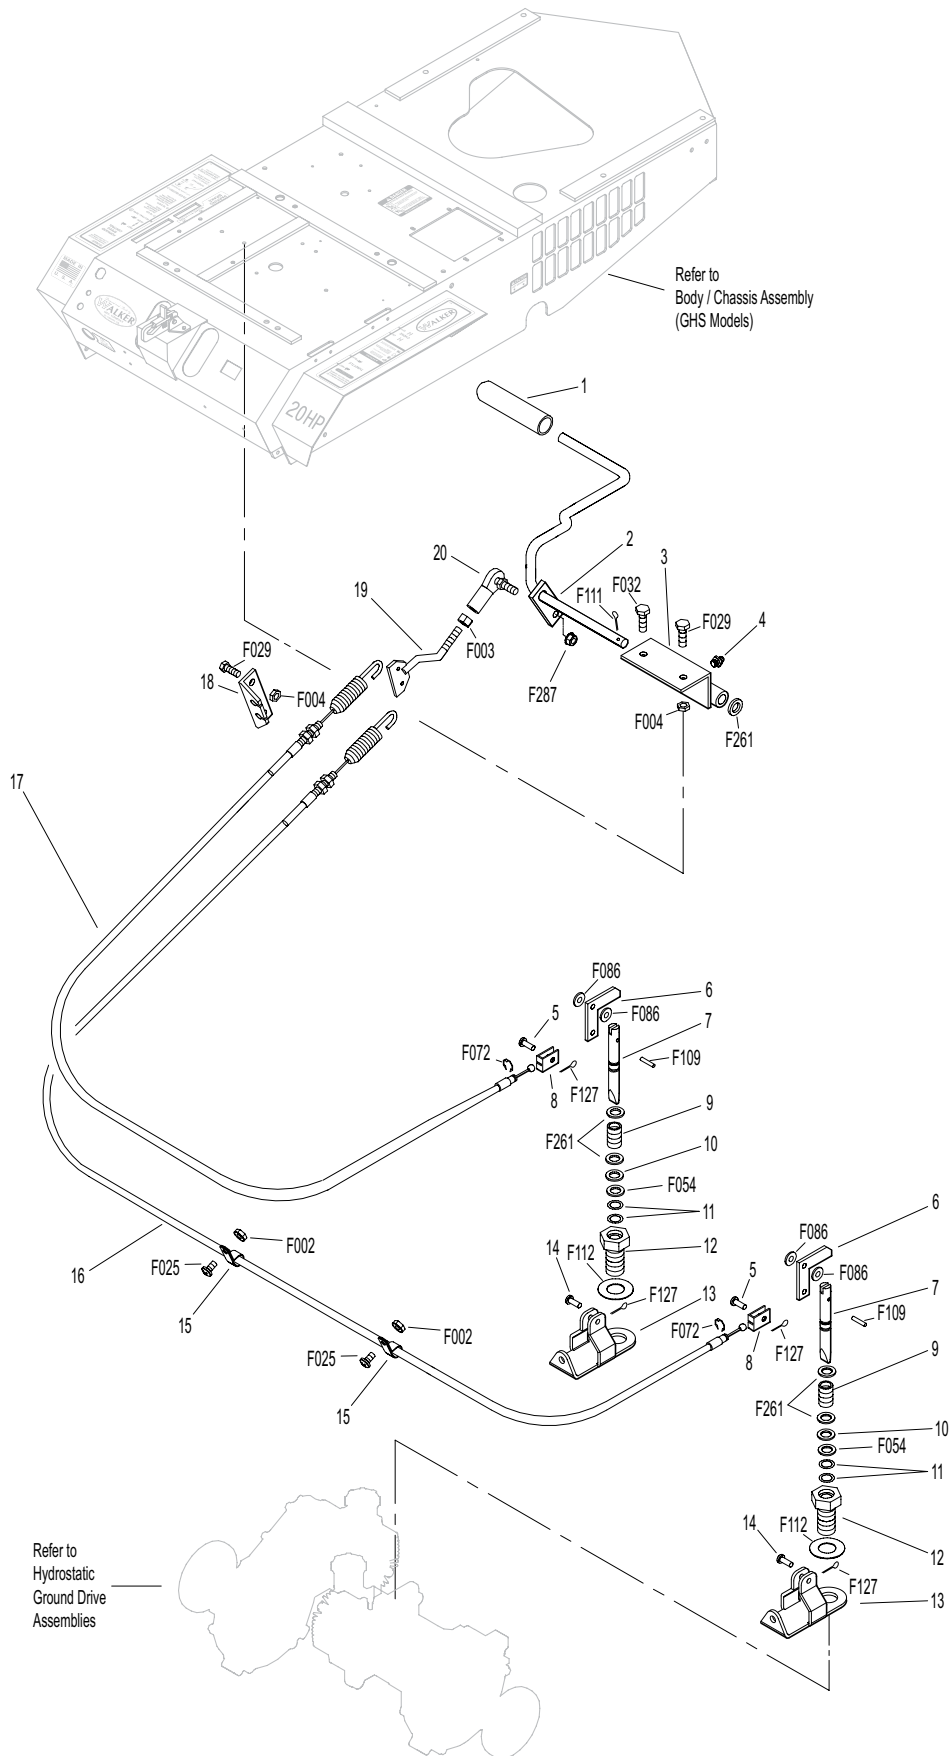 WALKER
WALKER
20HP
Refer to
Body / Chassis Assembly
(GHS Models)
1
2
3
20
F032
F111
19
F029
4
F003
F029
F287
18
F004
F004
F261
17
F086
6
5
F086
7
F072
F109
8
F127
9
F261
10
F054
11
6
F086
16
F002
F112
12
14
5
F086
F025
F127
7
13
F072
F109
15
F002
8
F127
9
F025
F261
10
15
F054
11
F112
14
12
Refer to
Hydrostatic
Ground Drive
Assemblies
F127
13